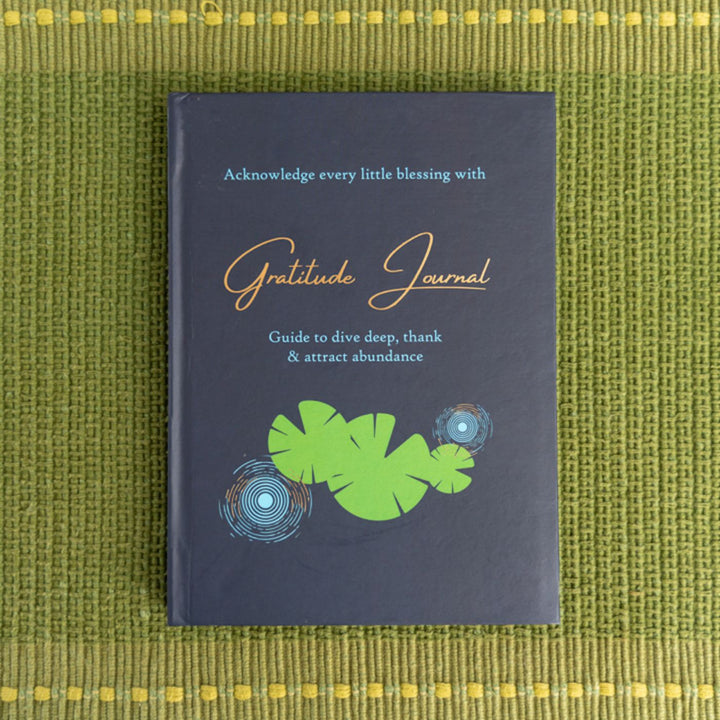 Acknowledge every little blessing with
Gratitude Journal
Guide to dive deep, thank
& attract abundance